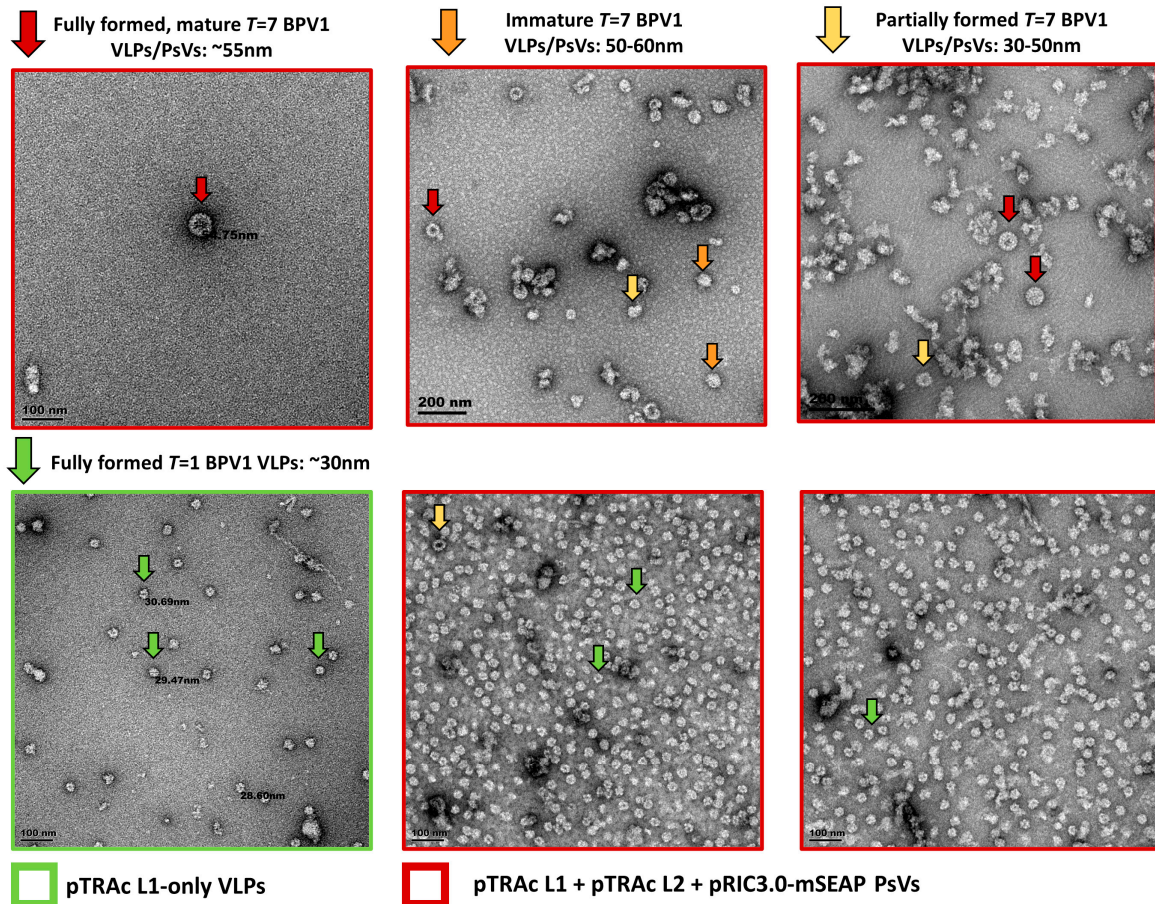 Fully formed, mature T=7 BPV1
VLPs/PsVs: ~55nm
Immature T=7 BPV1
VLPs/PsVs: 50-60nm
Partially formed T=7 BPV1
VLPs/PsVs: 30-50nm
4.75nm
100 nm
200 nm
200 nm
Fully formed T=1 BPV1 VLPs: ~30nm
30.69nm
29.47nm
28.60nm
100 nm
100 nm
100 nm
pTRAc L1-only VLPs
pTRAc L1 + pTRAc L2 + pRIC3.0-mSEAP PsVs